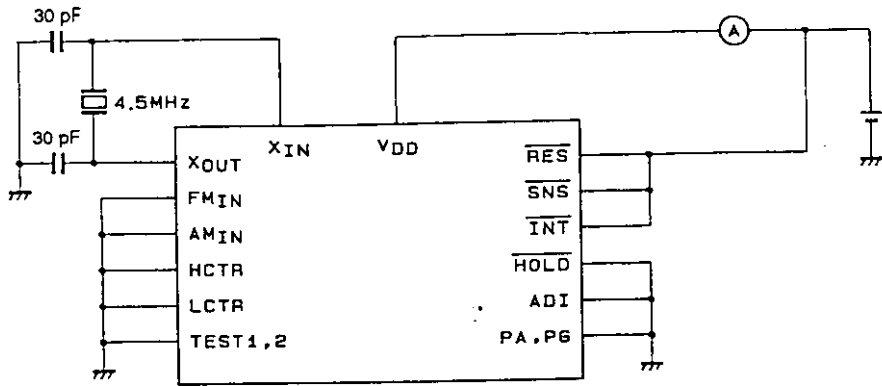 30 pF
4.5MHz
30 pF
A
XIN
VDD
XOUT
FMIN
AMIN
HCTR
LCTR
TEST1,2
RES
SNS
INT
HOLD
ADI
PA,PG